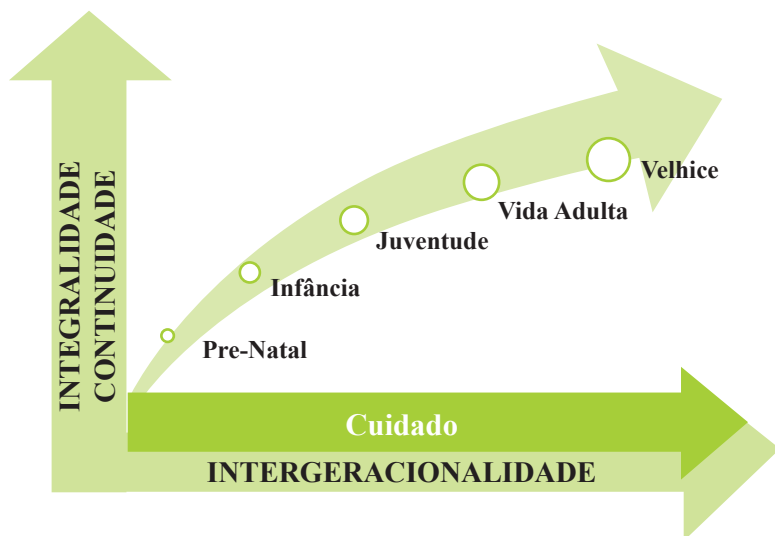 INTEGRALIDADE
CONTINUIDADE
Velhice
Vida Adulta
Juventude
Infância
Pre-Natal
Cuidado
INTERGERACIONALIDADE